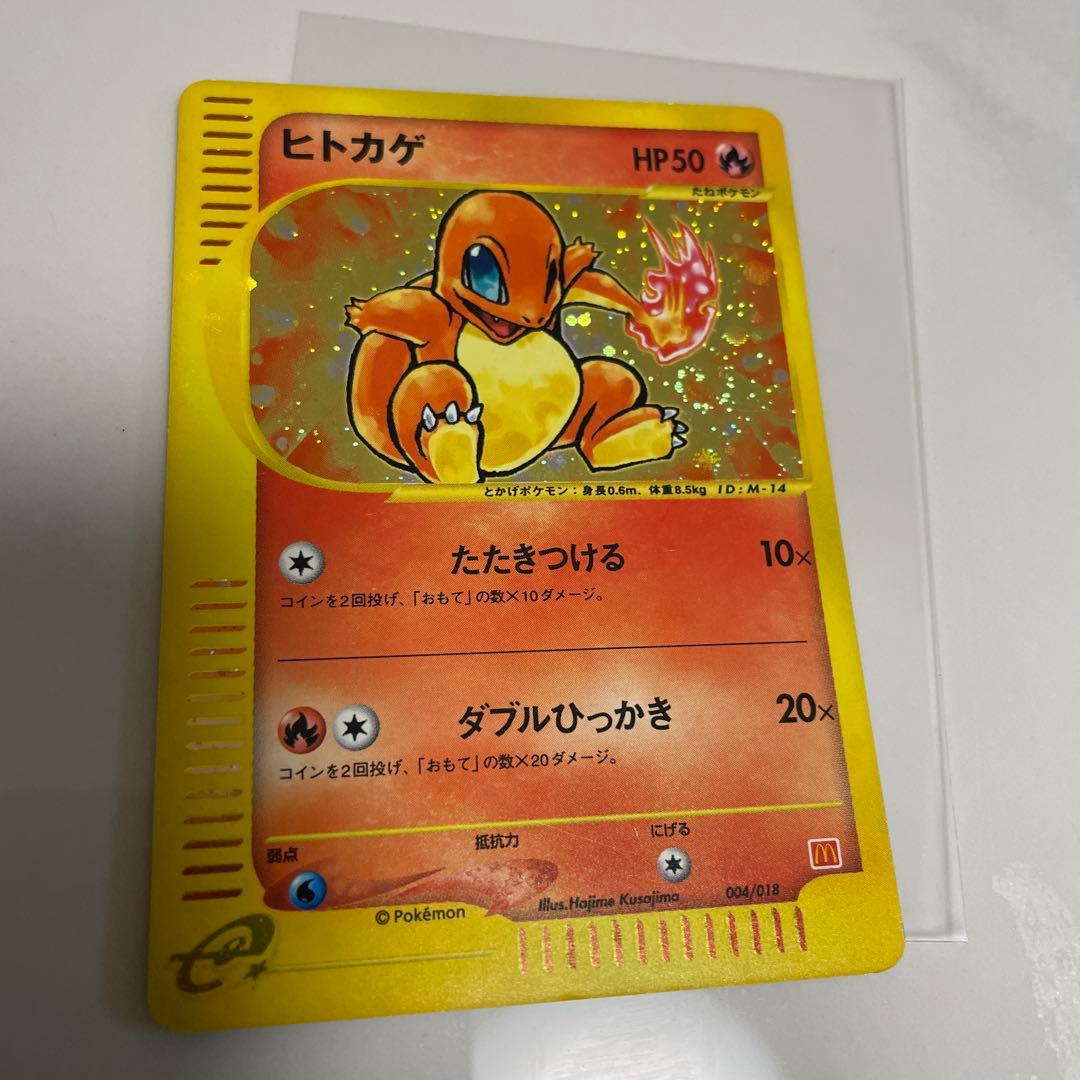 ヒトカゲ
HP50
たねポケモン
とかげポケモン：身長0.6m、体重8.5kg ID：M-14
たたきつける 10×
コインを2回投げ、「おもて」の数×10ダメージ。
ダブルひっかき 20×
コインを2回投げ、「おもて」の数×20ダメージ。
弱点 抵抗力 にげる
© Pokémon Illus.Hajime Kusajima 004/018
e